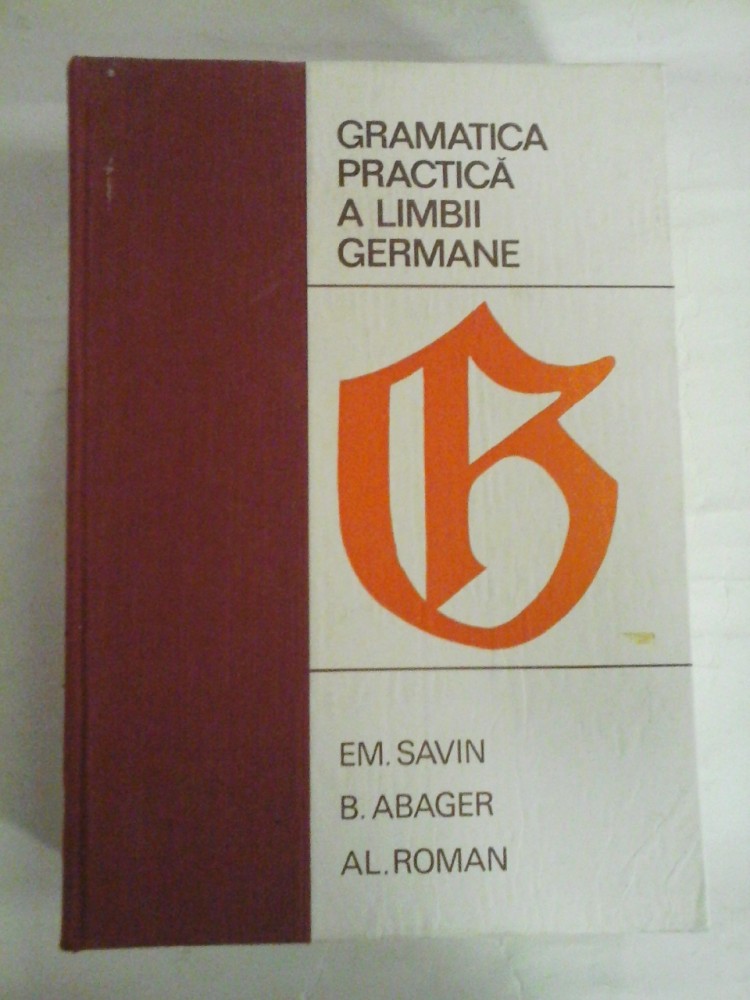 GRAMATICA
PRACTICĂ
A LIMBII
GERMANE
G
EM. SAVIN
B. ABAGER
AL. ROMAN